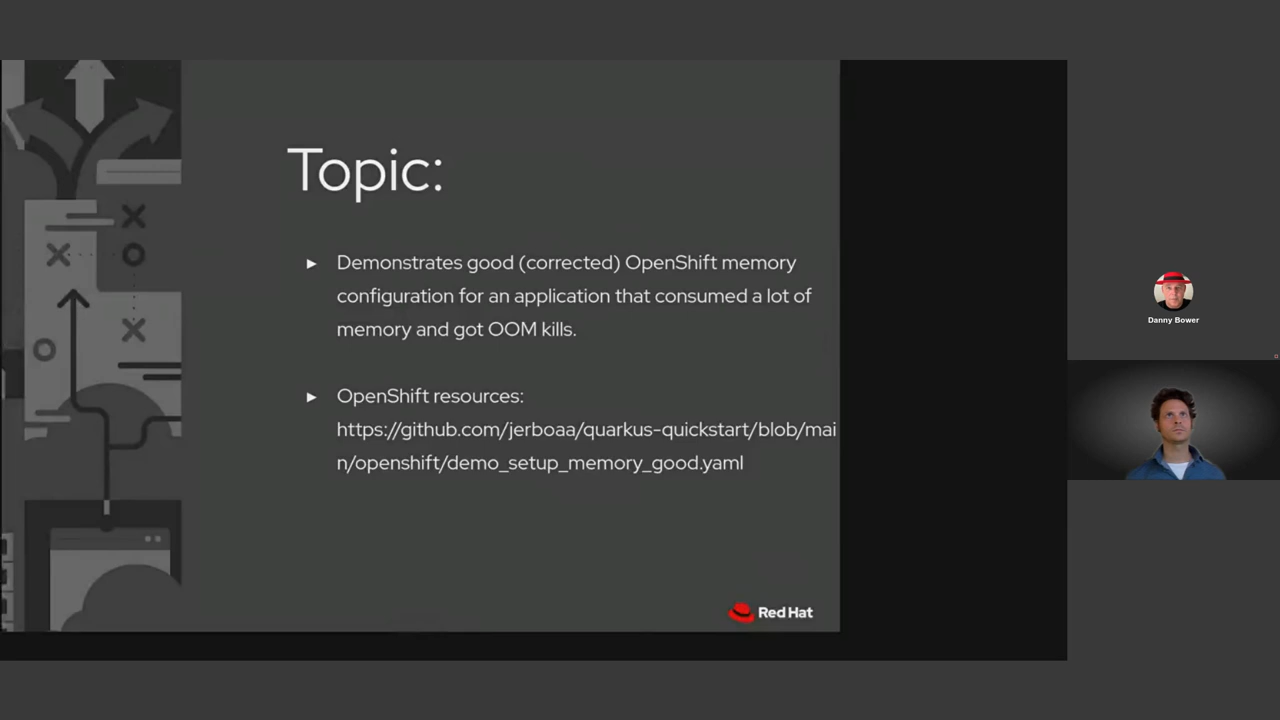 Topic:
► Demonstrates good (corrected) OpenShift memory
configuration for an application that consumed a lot of
memory and got OOM kills.
► OpenShift resources:
https://github.com/jerboaa/quarkus-quickstart/blob/mai
n/openshift/demo_setup_memory_good.yaml
Red Hat
Danny Bower